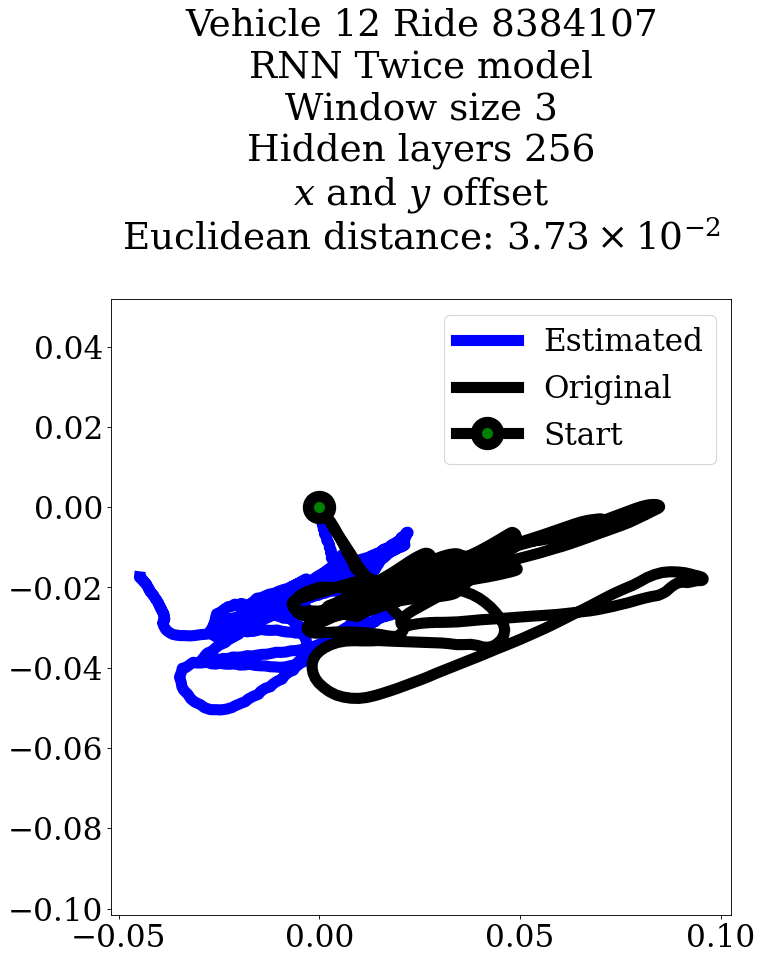 Vehicle 12 Ride 8384107
RNN Twice model
Window size 3
Hidden layers 256
x and y offset
Euclidean distance: 3.73 × 10⁻²
Estimated
Original
Start
0.04
0.02
0.00
−0.02
−0.04
−0.06
−0.08
−0.10
−0.05 0.00 0.05 0.10